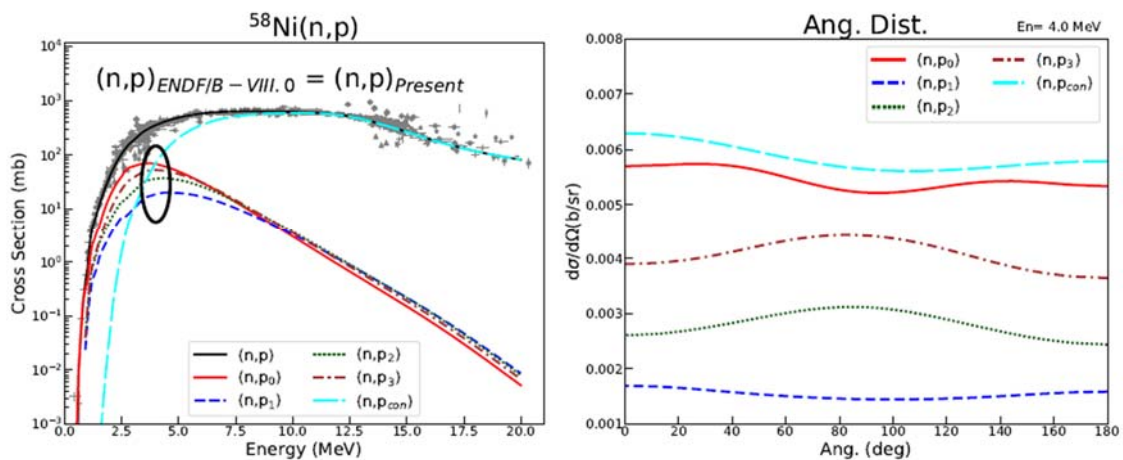 ⁵⁸Ni(n,p)
(n,p)ENDF/B−VIII.0 = (n,p)Present
Cross Section (mb)
10⁴
10³
10²
10¹
10⁰
10⁻¹
10⁻²
10⁻³
(n,p)
(n,p₀)
(n,p₁)
(n,p₂)
(n,p₃)
(n,pcon)
0.0 2.5 5.0 7.5 10.0 12.5 15.0 17.5 20.0
Energy (MeV)
Ang. Dist.
En= 4.0 MeV
dσ/dΩ(b/sr)
0.008
0.007
0.006
0.005
0.004
0.003
0.002
0.001
(n,p₀)
(n,p₁)
(n,p₂)
(n,p₃)
(n,pcon)
0 20 40 60 80 100 120 140 160 180
Ang. (deg)